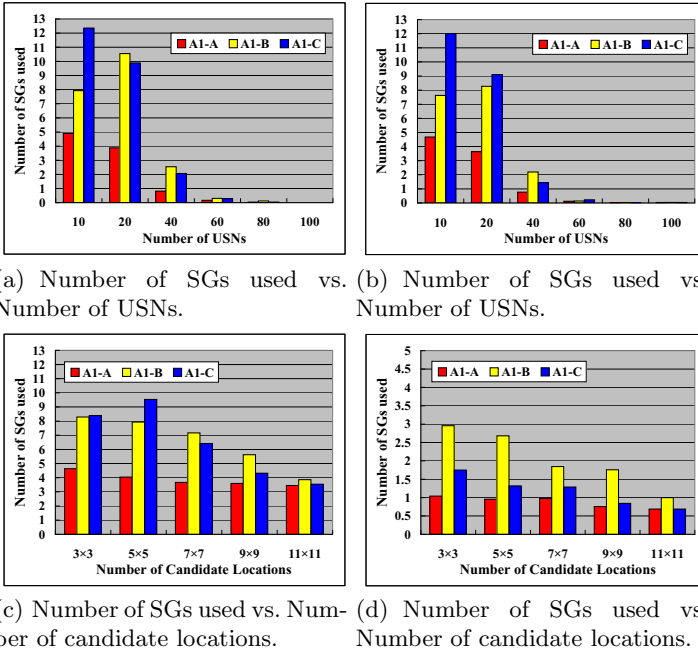 13
12
11
10
9
8
7
6
5
4
3
2
1
0
Number of SGs used
A1-A A1-B A1-C
10 20 40 60 80 100
Number of USNs
13
12
11
10
9
8
7
6
5
4
3
2
1
0
Number of SGs used
A1-A A1-B A1-C
10 20 40 60 80 100
Number of USNs
(a) Number of SGs used vs.
Number of USNs.
(b) Number of SGs used vs
Number of USNs.
13
12
11
10
9
8
7
6
5
4
3
2
1
0
Number of SGs used
A1-A A1-B A1-C
3×3 5×5 7×7 9×9 11×11
Number of Candidate Locations
5
4.5
4
3.5
3
2.5
2
1.5
1
0.5
0
Number of SGs used
A1-A A1-B A1-C
3×3 5×5 7×7 9×9 11×11
Number of Candidate Locations
(c) Number of SGs used vs. Num-
ber of candidate locations.
(d) Number of SGs used vs
Number of candidate locations.